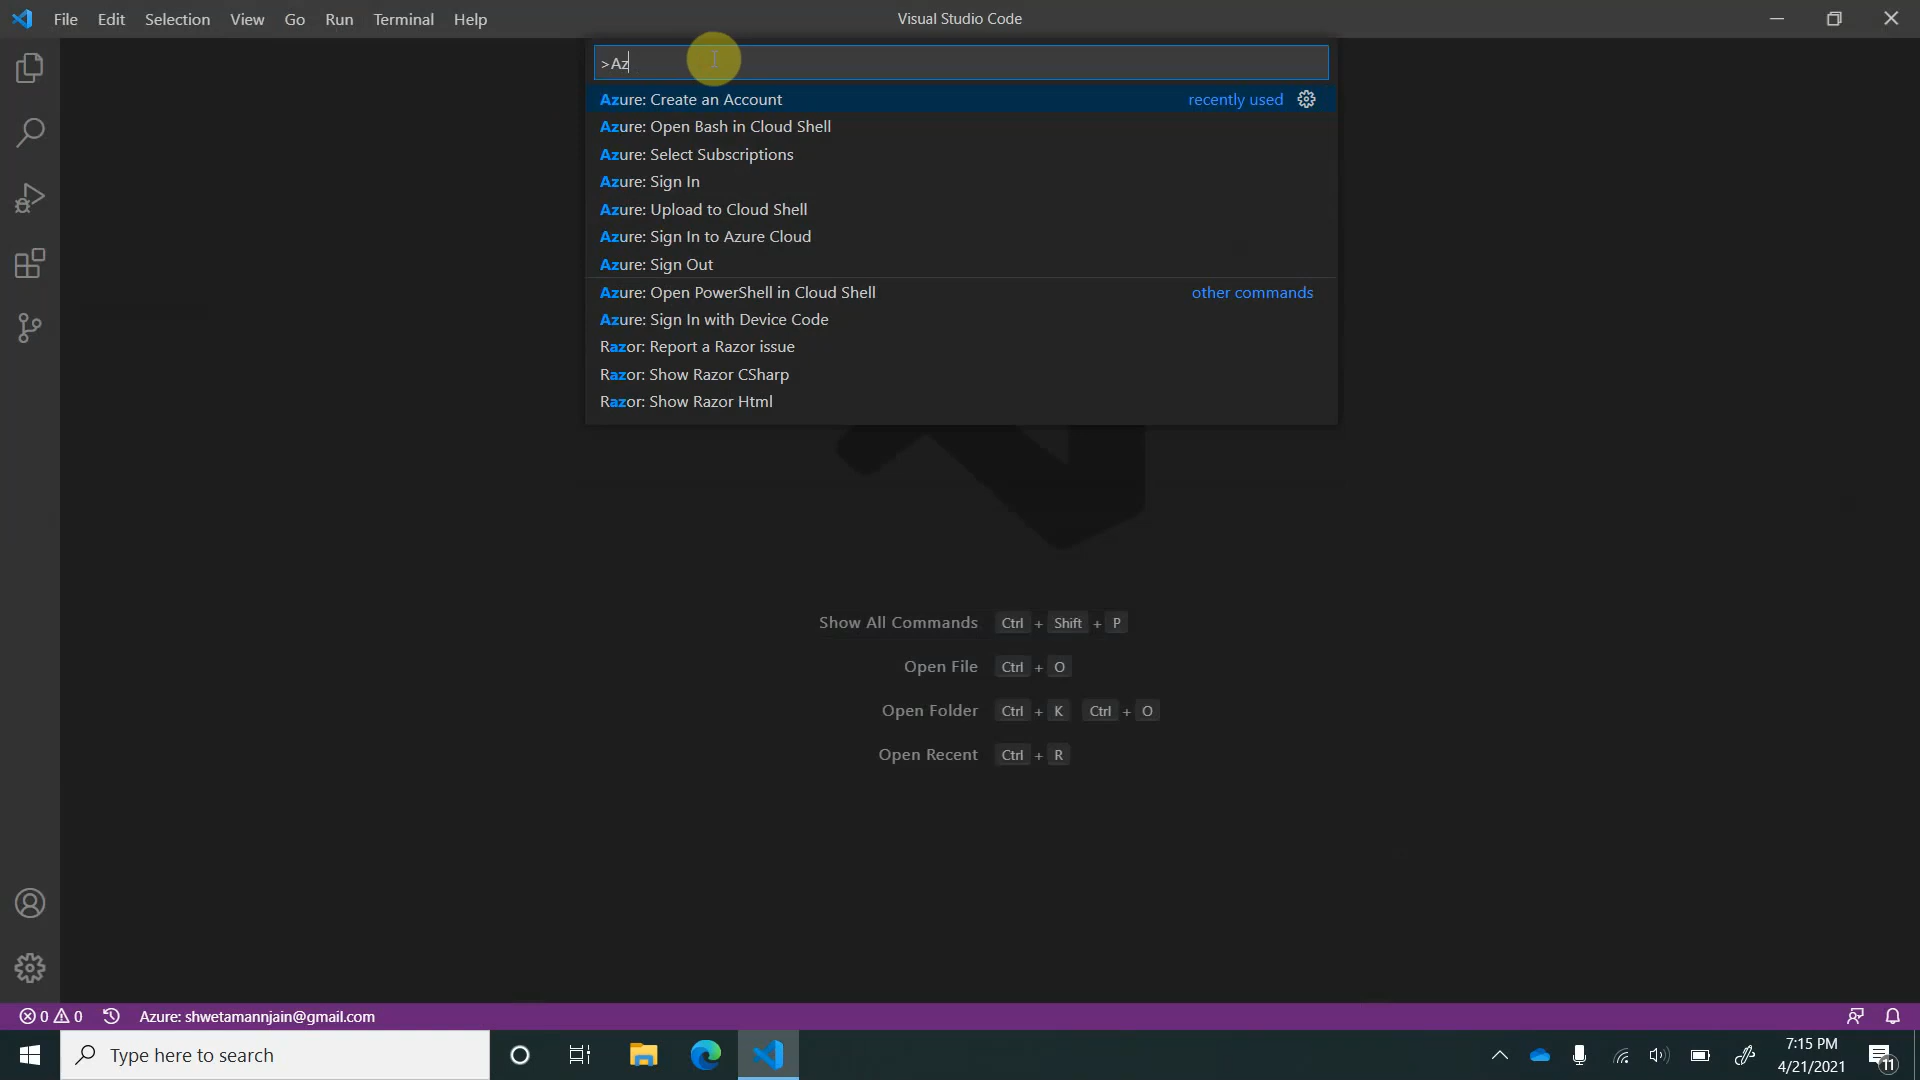 File Edit Selection View Go Run Terminal Help
Visual Studio Code
>Az
Azure: Create an Account recently used
Azure: Open Bash in Cloud Shell
Azure: Select Subscriptions
Azure: Sign In
Azure: Upload to Cloud Shell
Azure: Sign In to Azure Cloud
Azure: Sign Out
Azure: Open PowerShell in Cloud Shell other commands
Azure: Sign In with Device Code
Razor: Report a Razor issue
Razor: Show Razor CSharp
Razor: Show Razor Html
Show All Commands Ctrl + Shift + P
Open File Ctrl + O
Open Folder Ctrl + K Ctrl + O
Open Recent Ctrl + R
0 0 Azure: shwetamannjain@gmail.com
Type here to search
7:15 PM
4/21/2021
11